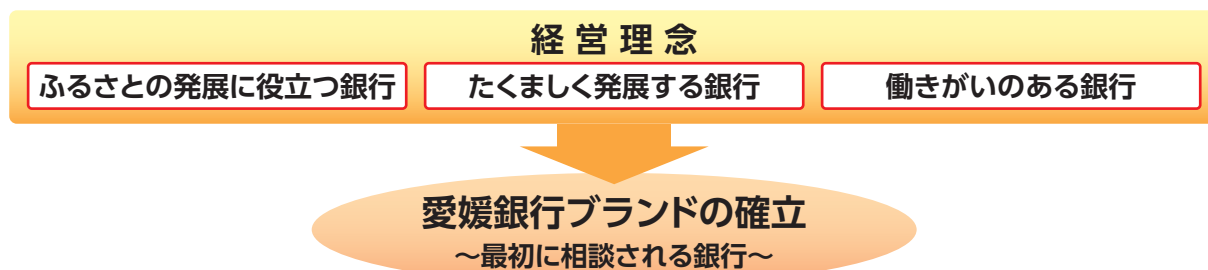 経営理念
ふるさとの発展に役立つ銀行
たくましく発展する銀行
働きがいのある銀行
愛媛銀行ブランドの確立
～最初に相談される銀行～